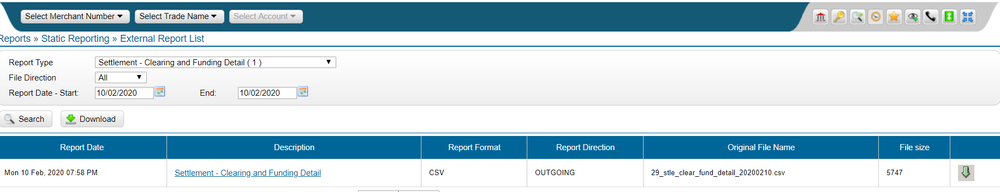 Select Merchant Number Select Trade Name Select Account
Reports » Static Reporting » External Report List
Report Type Settlement - Clearing and Funding Detail ( 1 )
File Direction All
Report Date - Start: 10/02/2020 End: 10/02/2020
Search Download
Report Date Description Report Format Report Direction Original File Name File size
Mon 10 Feb, 2020 07:58 PM Settlement - Clearing and Funding Detail CSV OUTGOING 29_stle_clear_fund_detail_20200210.csv 5747